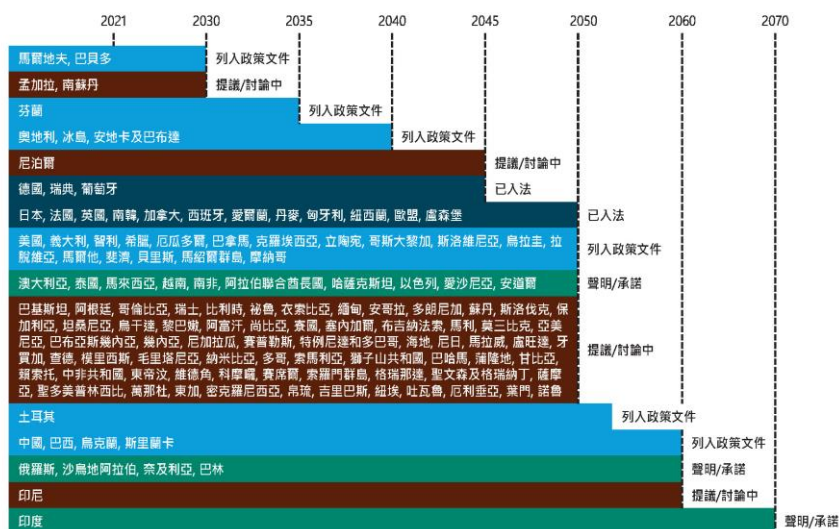 2021 2030 2035 2040 2045 2050 2060 2070
馬爾地夫, 巴貝多 列入政策文件
孟加拉, 南蘇丹 提議/討論中
芬蘭 列入政策文件
奧地利, 冰島, 安地卡及巴布達 列入政策文件
尼泊爾 提議/討論中
德國, 瑞典, 葡萄牙 已入法
日本, 法國, 英國, 南韓, 加拿大, 西班牙, 愛爾蘭, 丹麥, 匈牙利, 紐西蘭, 歐盟, 盧森堡 已入法
美國, 義大利, 智利, 希臘, 厄瓜多爾, 巴拿馬, 克羅埃西亞, 立陶宛, 哥斯大黎加, 斯洛維尼亞, 烏拉圭, 拉
脫維亞, 馬爾他, 斐濟, 貝里斯, 馬紹爾群島, 摩納哥
列入政策文件
澳大利亞, 泰國, 馬來西亞, 越南, 南非, 阿拉伯聯合酋長國, 哈薩克斯坦, 以色列, 愛沙尼亞, 安道爾 聲明/承諾
巴基斯坦, 阿根廷, 哥倫比亞, 瑞士, 比利時, 祕魯, 衣索比亞, 緬甸, 安哥拉, 多朗尼加, 蘇丹, 斯洛伐克, 保
加利亞, 坦桑尼亞, 烏干達, 黎巴嫩, 阿富汗, 尚比亞, 寮國, 塞內加爾, 布吉納法索, 馬利, 莫三比克, 亞美
尼亞, 巴布亞斯幾內亞, 幾內亞, 尼加拉瓜, 賽普勒斯, 特例尼達和多巴哥, 海地, 尼日, 馬拉威, 盧旺達, 牙
買加, 查德, 模里西斯, 毛里塔尼亞, 納米比亞, 多哥, 索馬利亞, 獅子山共和國, 巴哈馬, 蒲隆地, 甘比亞,
賴索托, 中非共和國, 東帝汶, 維德角, 科摩囉, 賽席爾, 索羅門群島, 格瑞那達, 聖文森及格瑞納丁, 薩摩
亞, 聖多美普林西比, 萬那杜, 東加, 密克羅尼西亞, 帛琉, 吉里巴斯, 紐埃, 吐瓦魯, 厄利垂亞, 葉門, 諾魯
提議/討論中
土耳其 列入政策文件
中國, 巴西, 烏克蘭, 斯里蘭卡 列入政策文件
俄羅斯, 沙烏地阿拉伯, 奈及利亞, 巴林 聲明/承諾
印尼 提議/討論中
印度 聲明/承諾